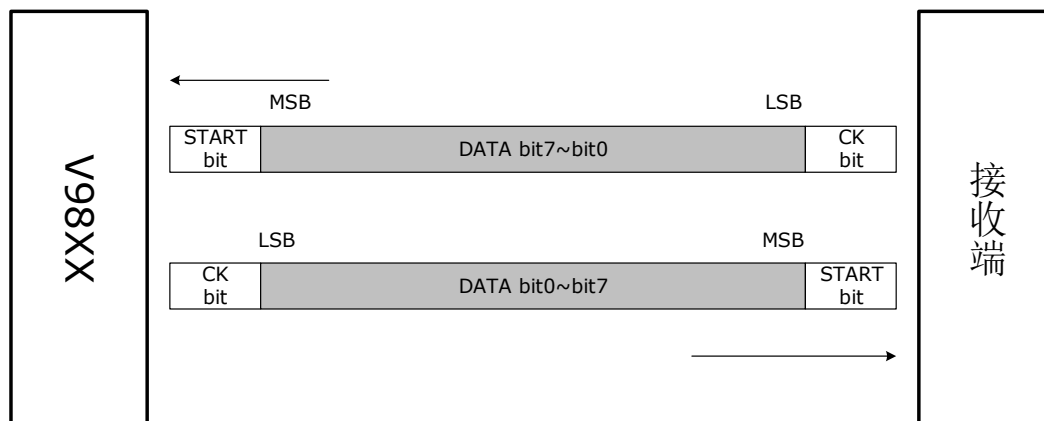 V98XX
MSB
LSB
START
bit
DATA bit7~bit0
CK
bit
LSB
MSB
CK
bit
DATA bit0~bit7
START
bit
接收端